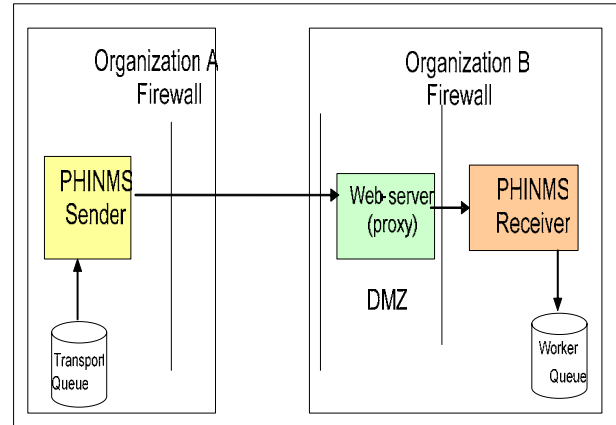 Organization A
Firewall
Organization B
Firewall
PHINMS
Sender
Web-server
(proxy)
PHINMS
Receiver
DMZ
Transport
Queue
Worker
Queue